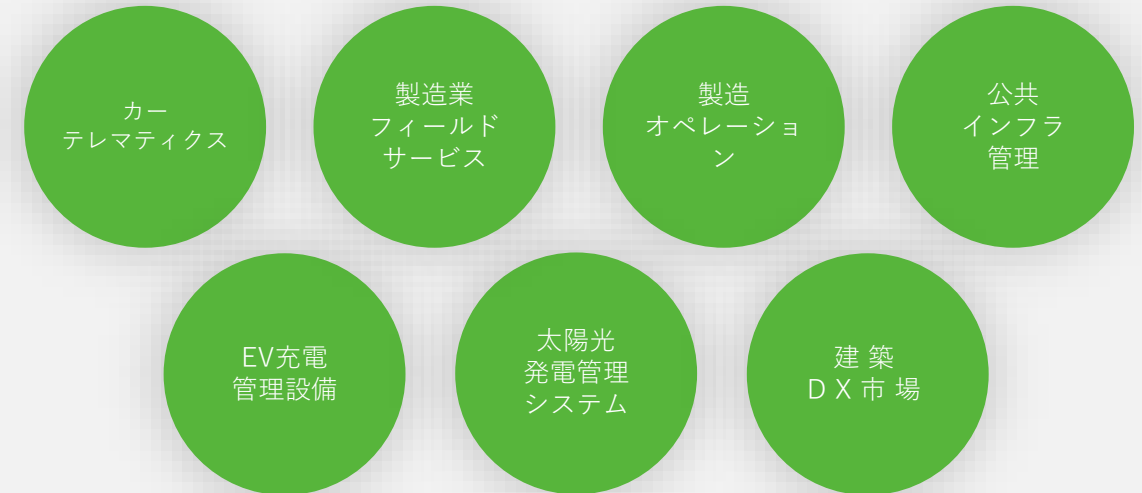 カー
テレマティクス
製造業
フィールド
サービス
製造
オペレーショ
ン
公共
インフラ
管理
EV充電
管理設備
太陽光
発電管理
システム
建 築
D X 市 場